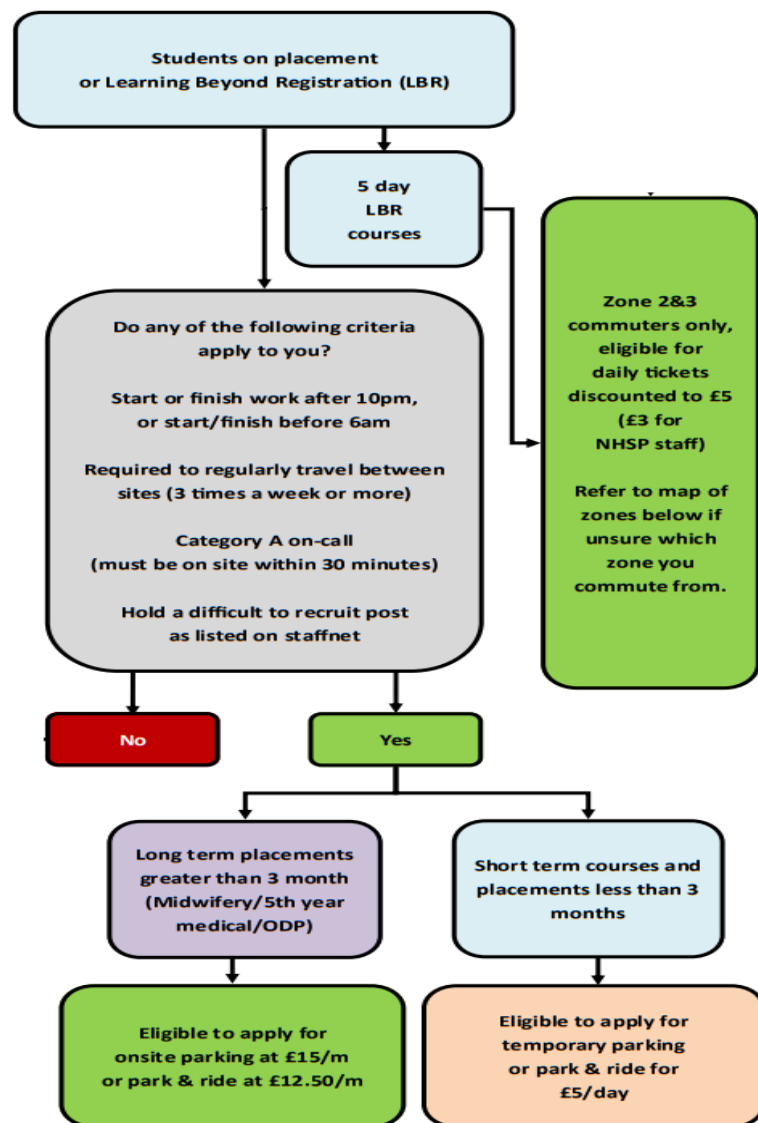 Students on placement
or Learning Beyond Registration (LBR)
5 day
LBR
courses
Zone 2&3
commuters only,
eligible for
daily tickets
discounted to £5
(£3 for
NHSP staff)
Refer to map of
zones below if
unsure which
zone you
commute from.
Do any of the following criteria
apply to you?
Start or finish work after 10pm,
or start/finish before 6am
Required to regularly travel between
sites (3 times a week or more)
Category A on-call
(must be on site within 30 minutes)
Hold a difficult to recruit post
as listed on staffnet
No
Yes
Long term placements
greater than 3 month
(Midwifery/5th year
medical/ODP)
Short term courses and
placements less than 3
months
Eligible to apply for
onsite parking at £15/m
or park & ride at £12.50/m
Eligible to apply for
temporary parking
or park & ride for
£5/day